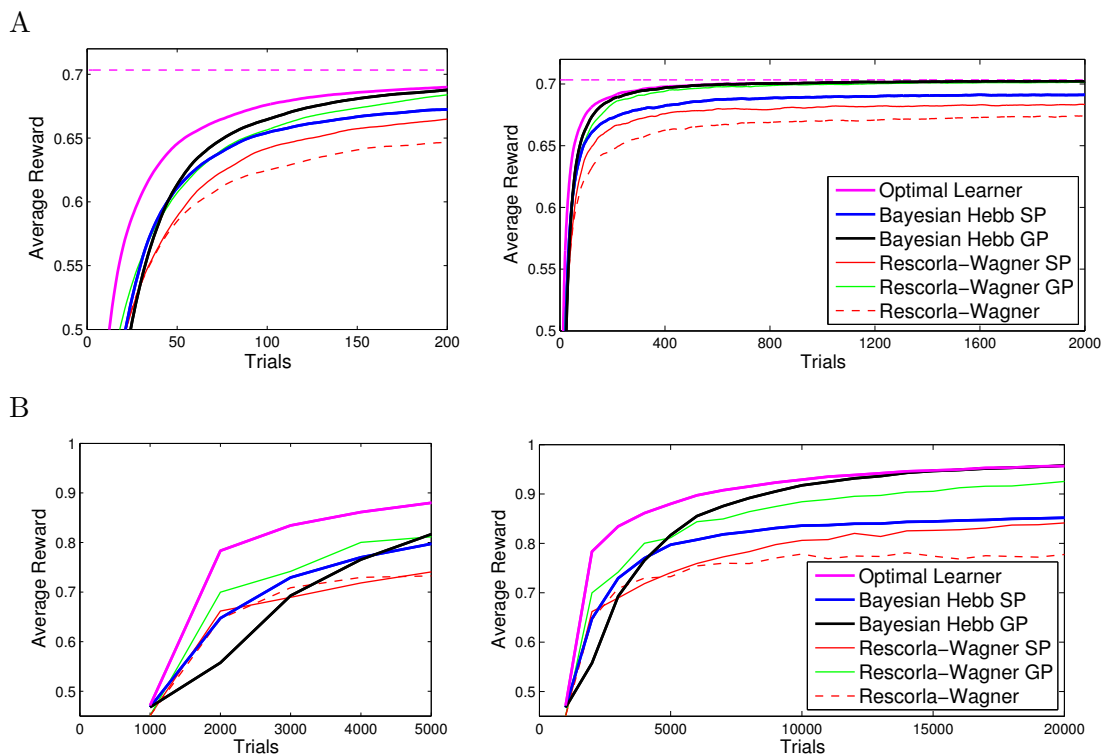 A
0.7
0.65
0.6
0.55
0.5
0 50 100 150 200
Trials
Average Reward
0.7
0.65
0.6
0.55
0.5
0 400 800 1200 1600 2000
Trials
Average Reward
Optimal Learner
Bayesian Hebb SP
Bayesian Hebb GP
Rescorla−Wagner SP
Rescorla−Wagner GP
Rescorla−Wagner
B
1
0.9
0.8
0.7
0.6
0.5
0 1000 2000 3000 4000 5000
Trials
Average Reward
1
0.9
0.8
0.7
0.6
0.5
0 5000 10000 15000 20000
Trials
Average Reward
Optimal Learner
Bayesian Hebb SP
Bayesian Hebb GP
Rescorla−Wagner SP
Rescorla−Wagner GP
Rescorla−Wagner